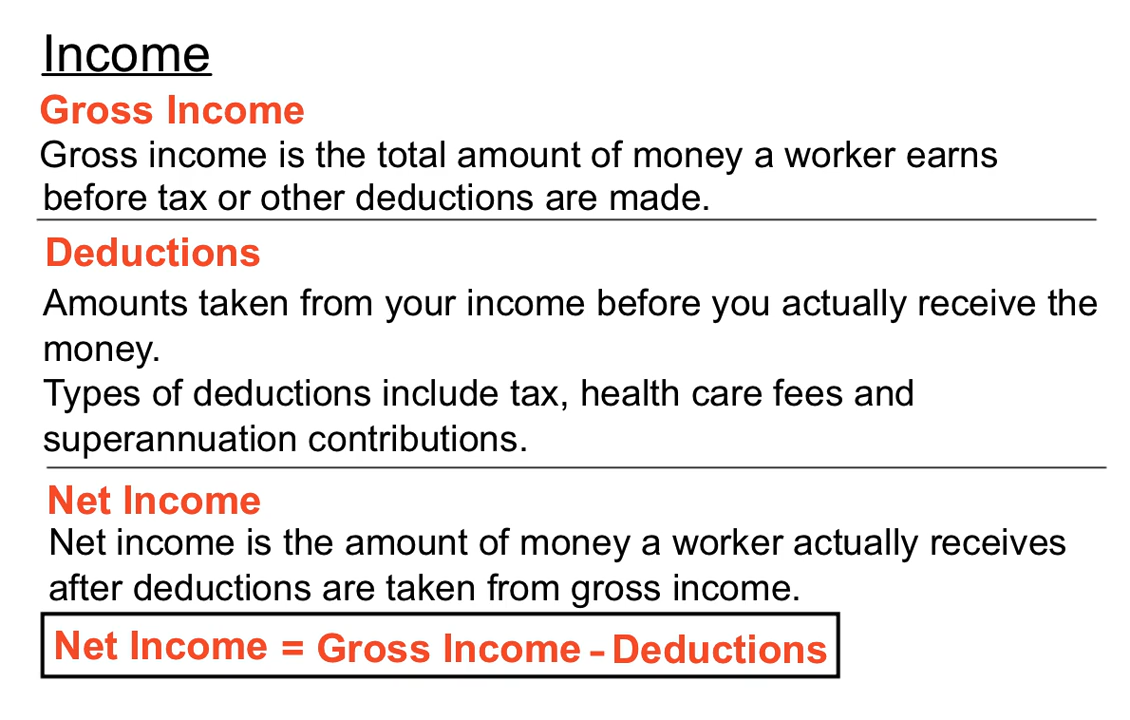 Income
Gross Income
Gross income is the total amount of money a worker earns
before tax or other deductions are made.
Deductions
Amounts taken from your income before you actually receive the
money.
Types of deductions include tax, health care fees and
superannuation contributions.
Net Income
Net income is the amount of money a worker actually receives
after deductions are taken from gross income.
Net Income = Gross Income - Deductions